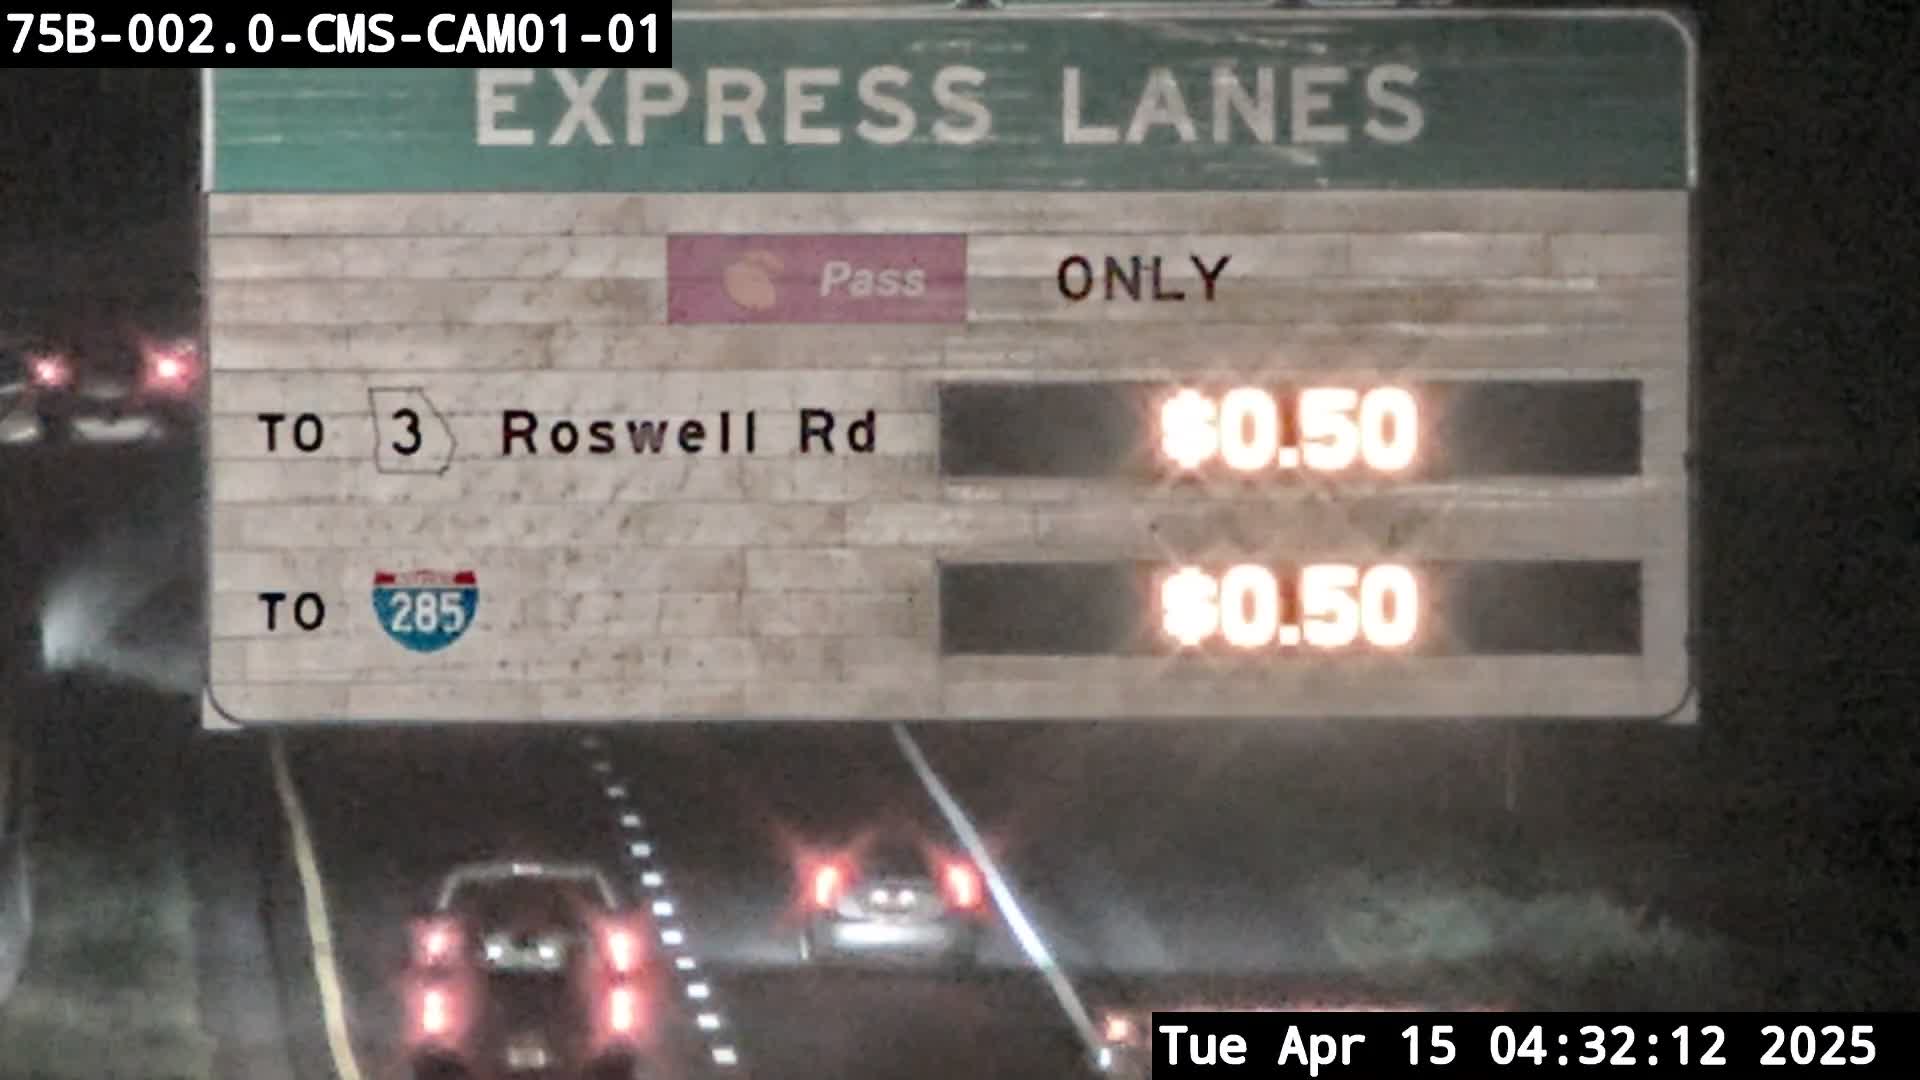 75B-002.0-CMS-CAM01-01
EXPRESS LANES
Pass ONLY
TO 3 Roswell Rd $0.50
TO 285 $0.50
Tue Apr 15 04:32:12 2025